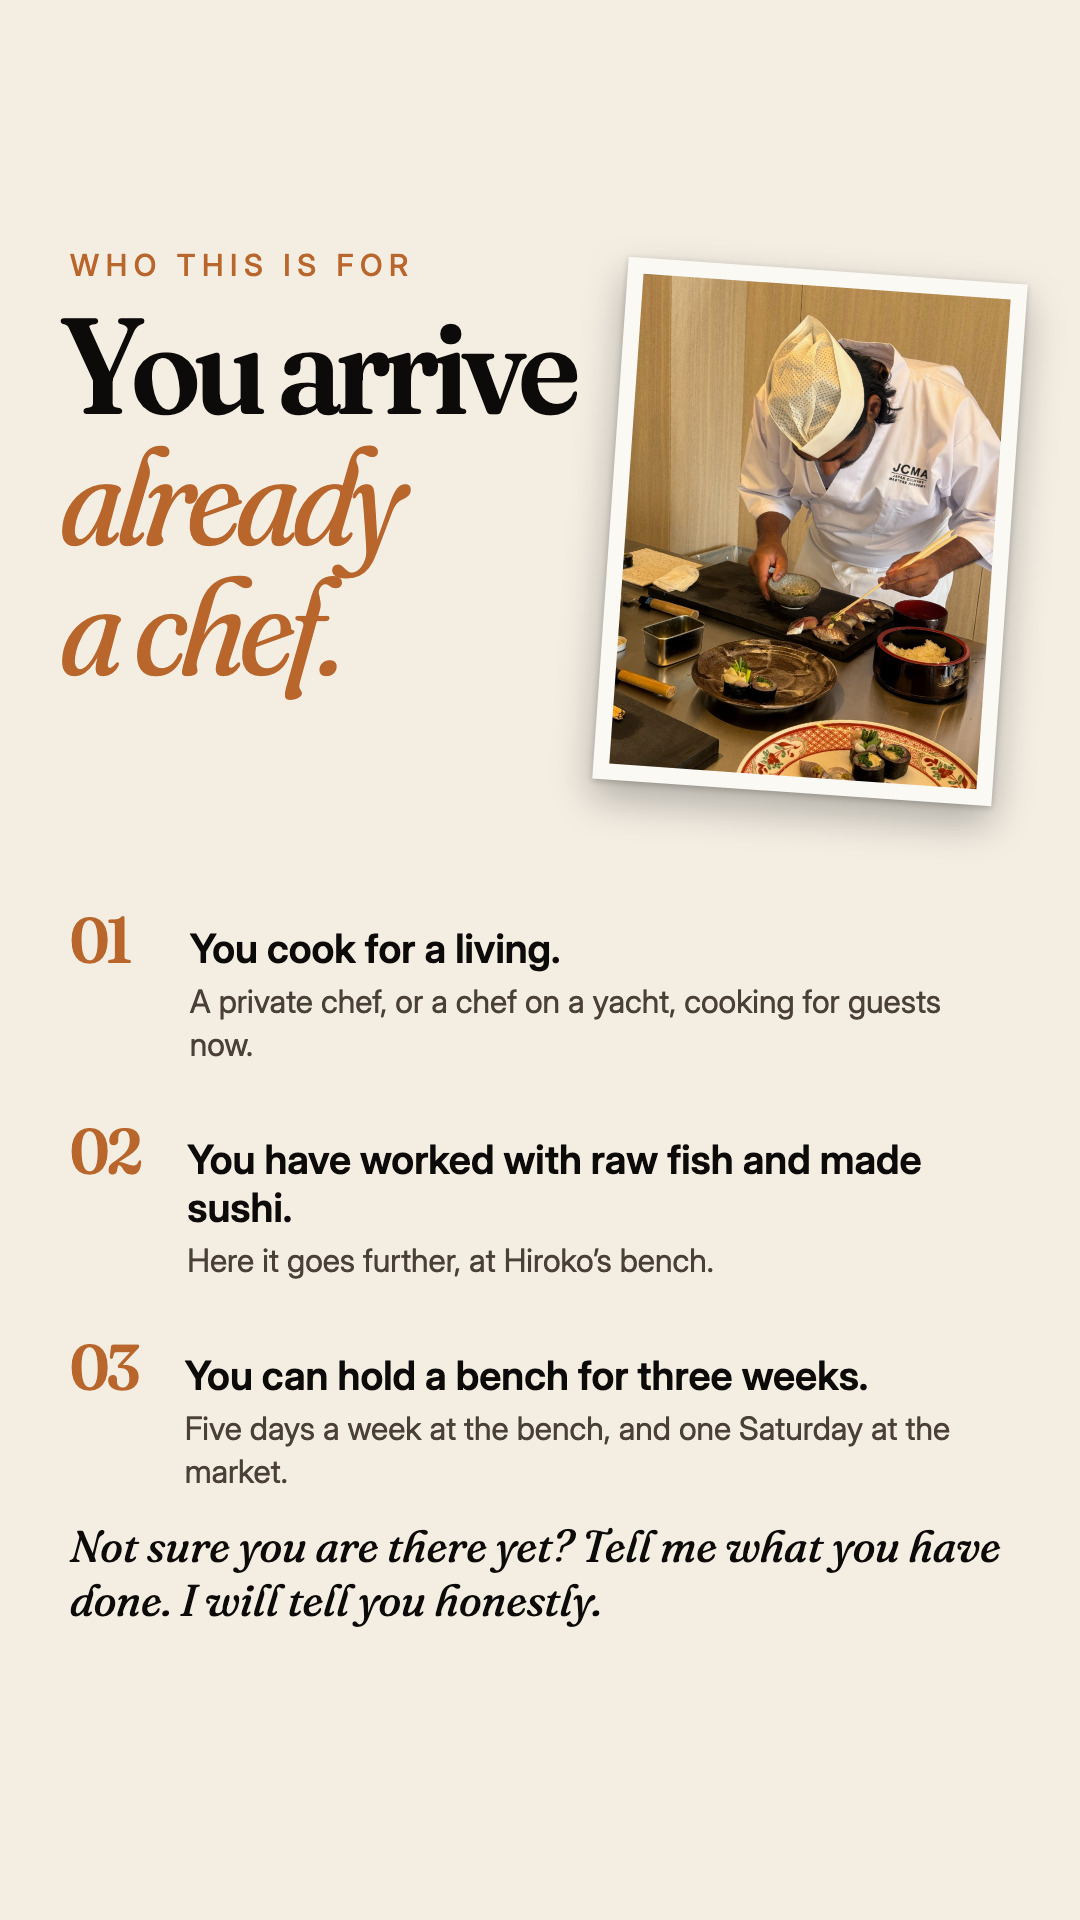 WHO THIS IS FOR
You arrive
already
a chef.
JCMA
01
You cook for a living.
A private chef, or a chef on a yacht, cooking for guests
now.
02
You have worked with raw fish and made
sushi.
Here it goes further, at Hiroko’s bench.
03
You can hold a bench for three weeks.
Five days a week at the bench, and one Saturday at the
market.
Not sure you are there yet? Tell me what you have
done. I will tell you honestly.